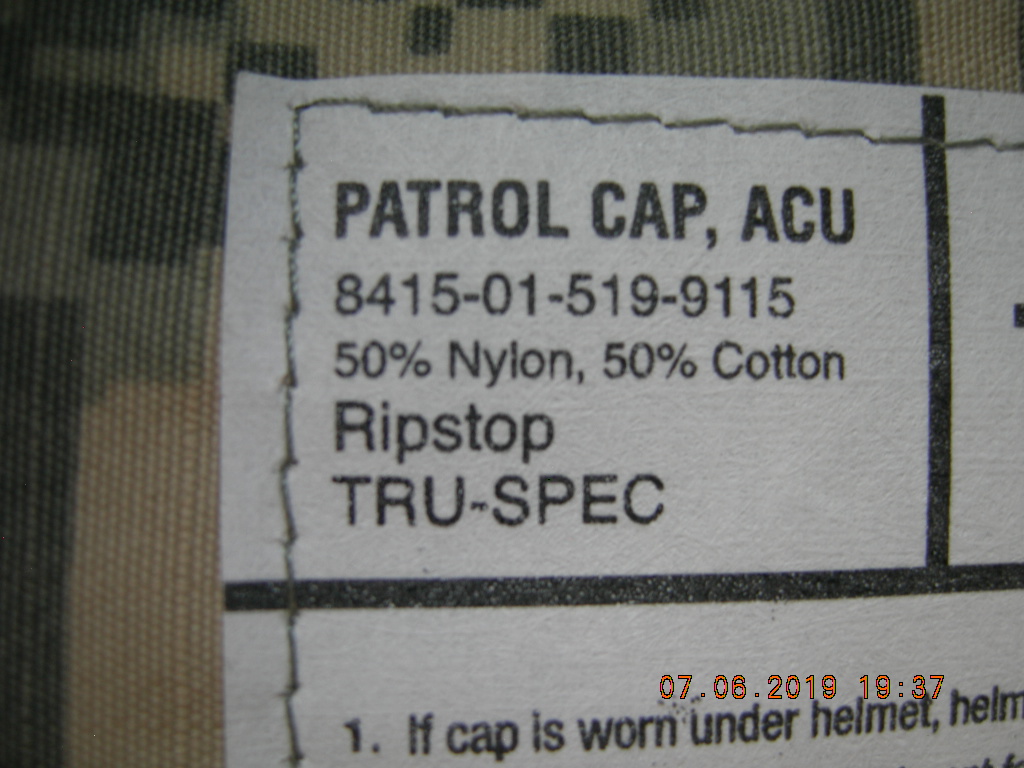 PATROL CAP, ACU
8415-01-519-9115
50% Nylon, 50% Cotton
Ripstop
TRU-SPEC
07.06.2019 19:37
1. If cap is worn under helmet,